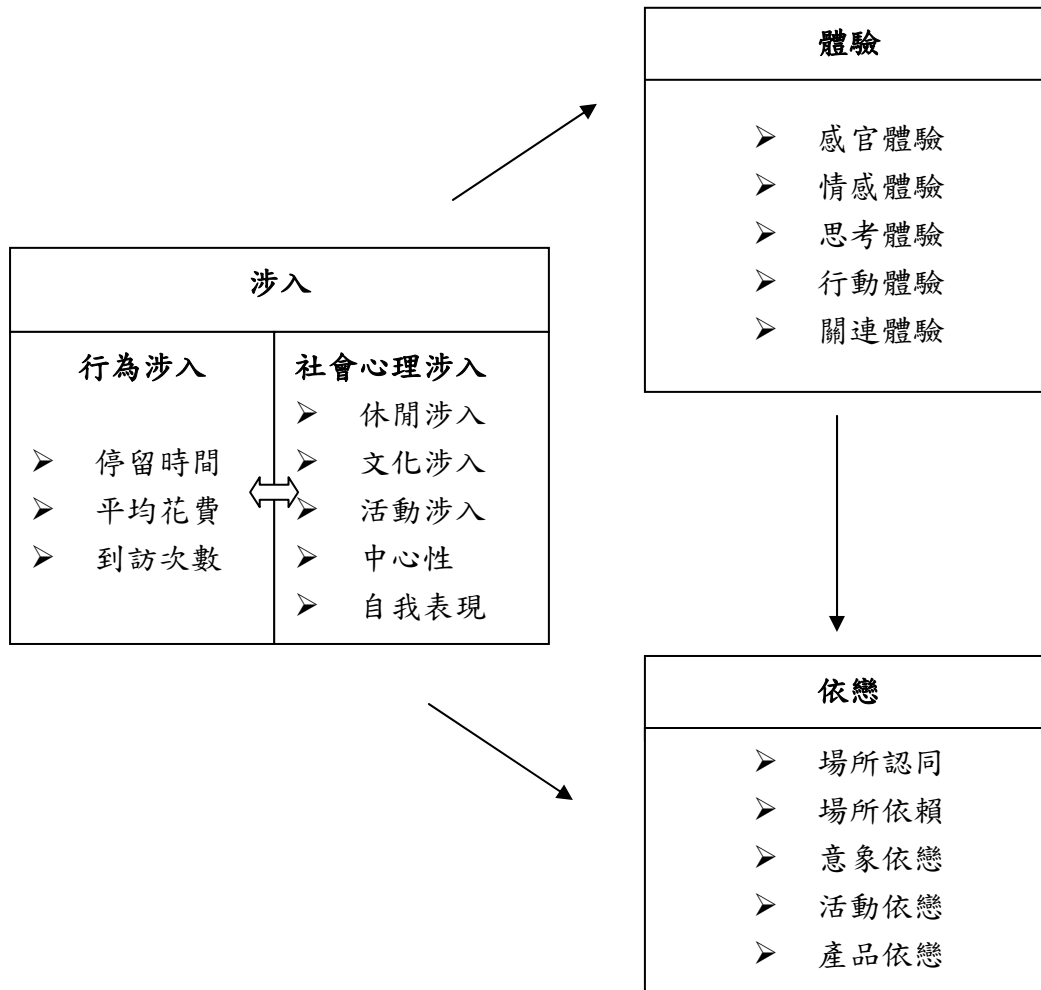 體驗
感官體驗
情感體驗
思考體驗
行動體驗
關連體驗
涉入
行為涉入
停留時間
平均花費
到訪次數
社會心理涉入
休閒涉入
文化涉入
活動涉入
中心性
自我表現
依戀
場所認同
場所依賴
意象依戀
活動依戀
產品依戀